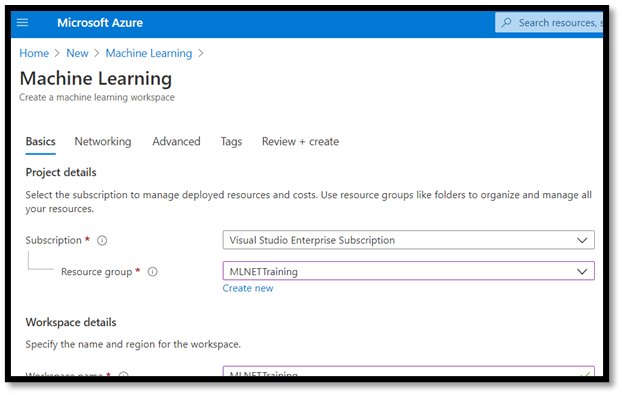 Microsoft Azure
Search resources, s
Home > New > Machine Learning >
Machine Learning
Create a machine learning workspace
Basics Networking Advanced Tags Review + create
Project details
Select the subscription to manage deployed resources and costs. Use resource groups like folders to organize and manage all
your resources.
Subscription * Visual Studio Enterprise Subscription
Resource group * MLNETTraining
Create new
Workspace details
Specify the name and region for the workspace.
Workspace name * MLNETTraining